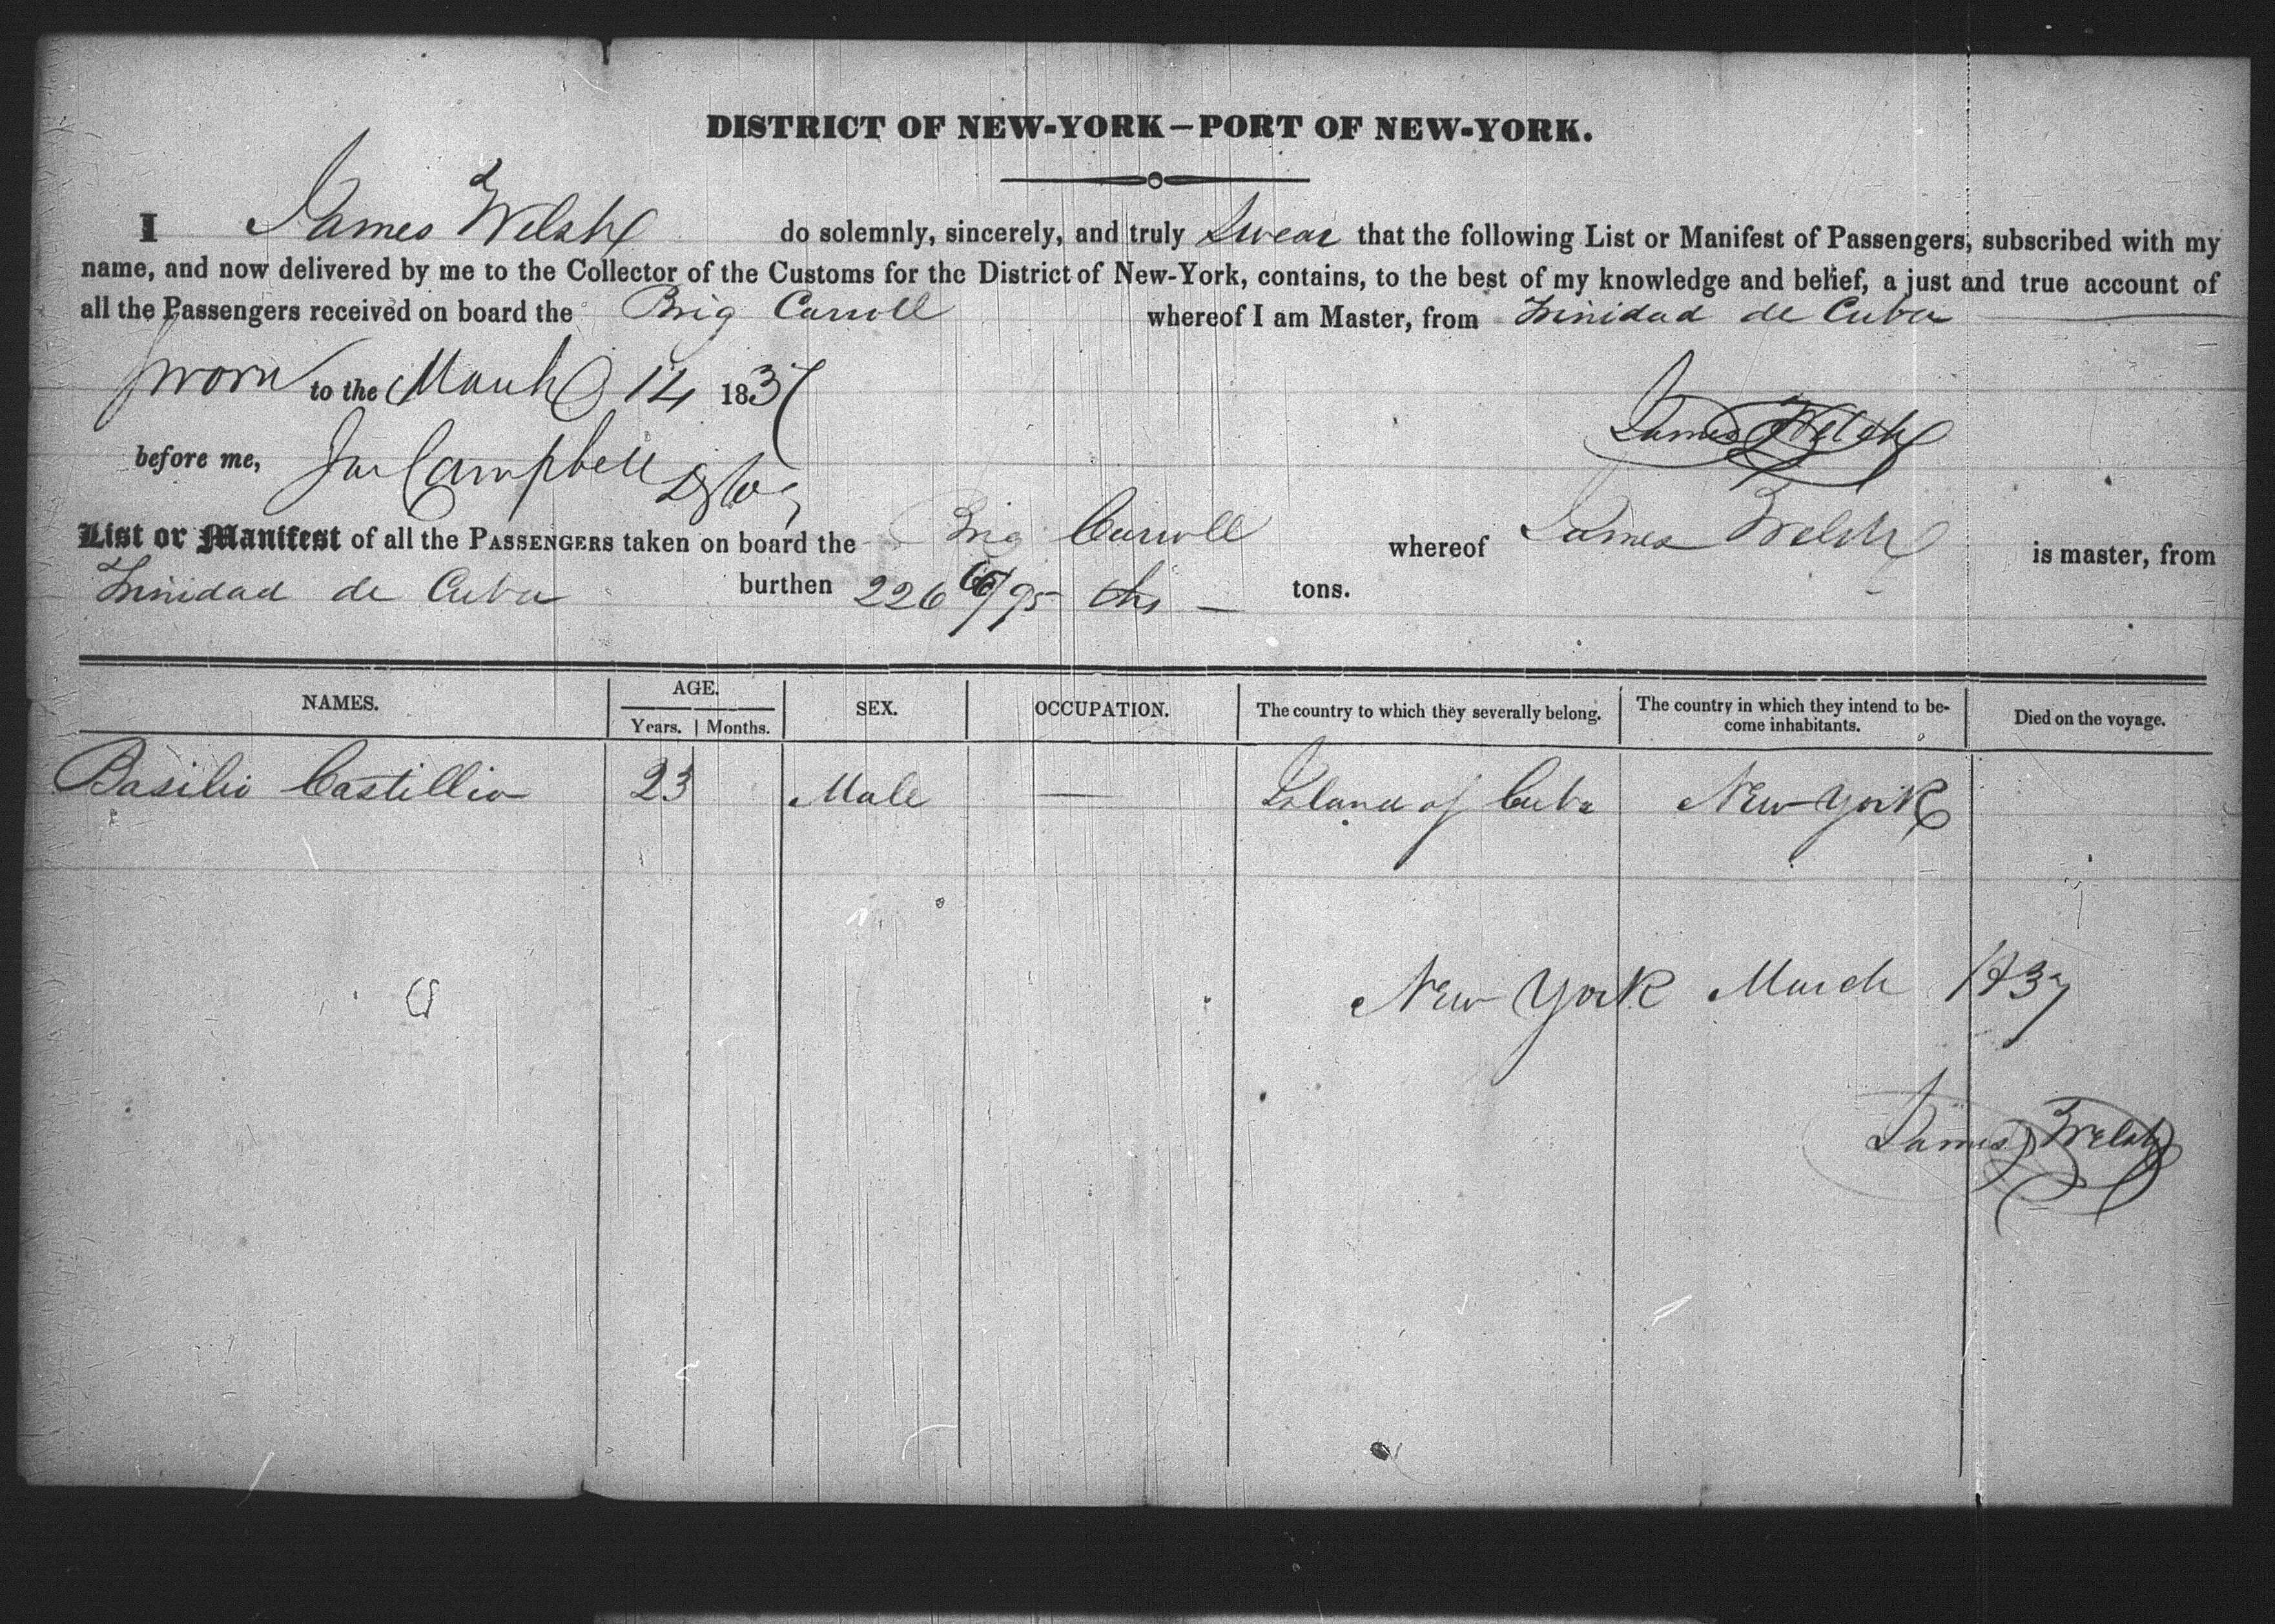 DISTRICT OF NEW-YORK—PORT OF NEW-YORK.
I James Welsh do solemnly, sincerely, and truly Swear that the following List or Manifest of Passengers, subscribed with my
name, and now delivered by me to the Collector of the Customs for the District of New-York, contains, to the best of my knowledge and belief, a just and true account of
all the Passengers received on board the Brig Carroll whereof I am Master, from Trinidad de Cuba
Sworn to the March 14 1837
James Welsh
before me, Jas Campbell
List or Manifest of all the PASSENGERS taken on board the Brig Carroll whereof James Welsh is master, from
Trinidad de Cuba burthen 226 66/95 tns tons.
NAMES. AGE. SEX. OCCUPATION. The country to which they severally belong. The country in which they intend to be-
come inhabitants. Died on the voyage.
Years. Months.
Basilio Castillio 23 Male — Island of Cuba New York
New York March 1837
James Welsh